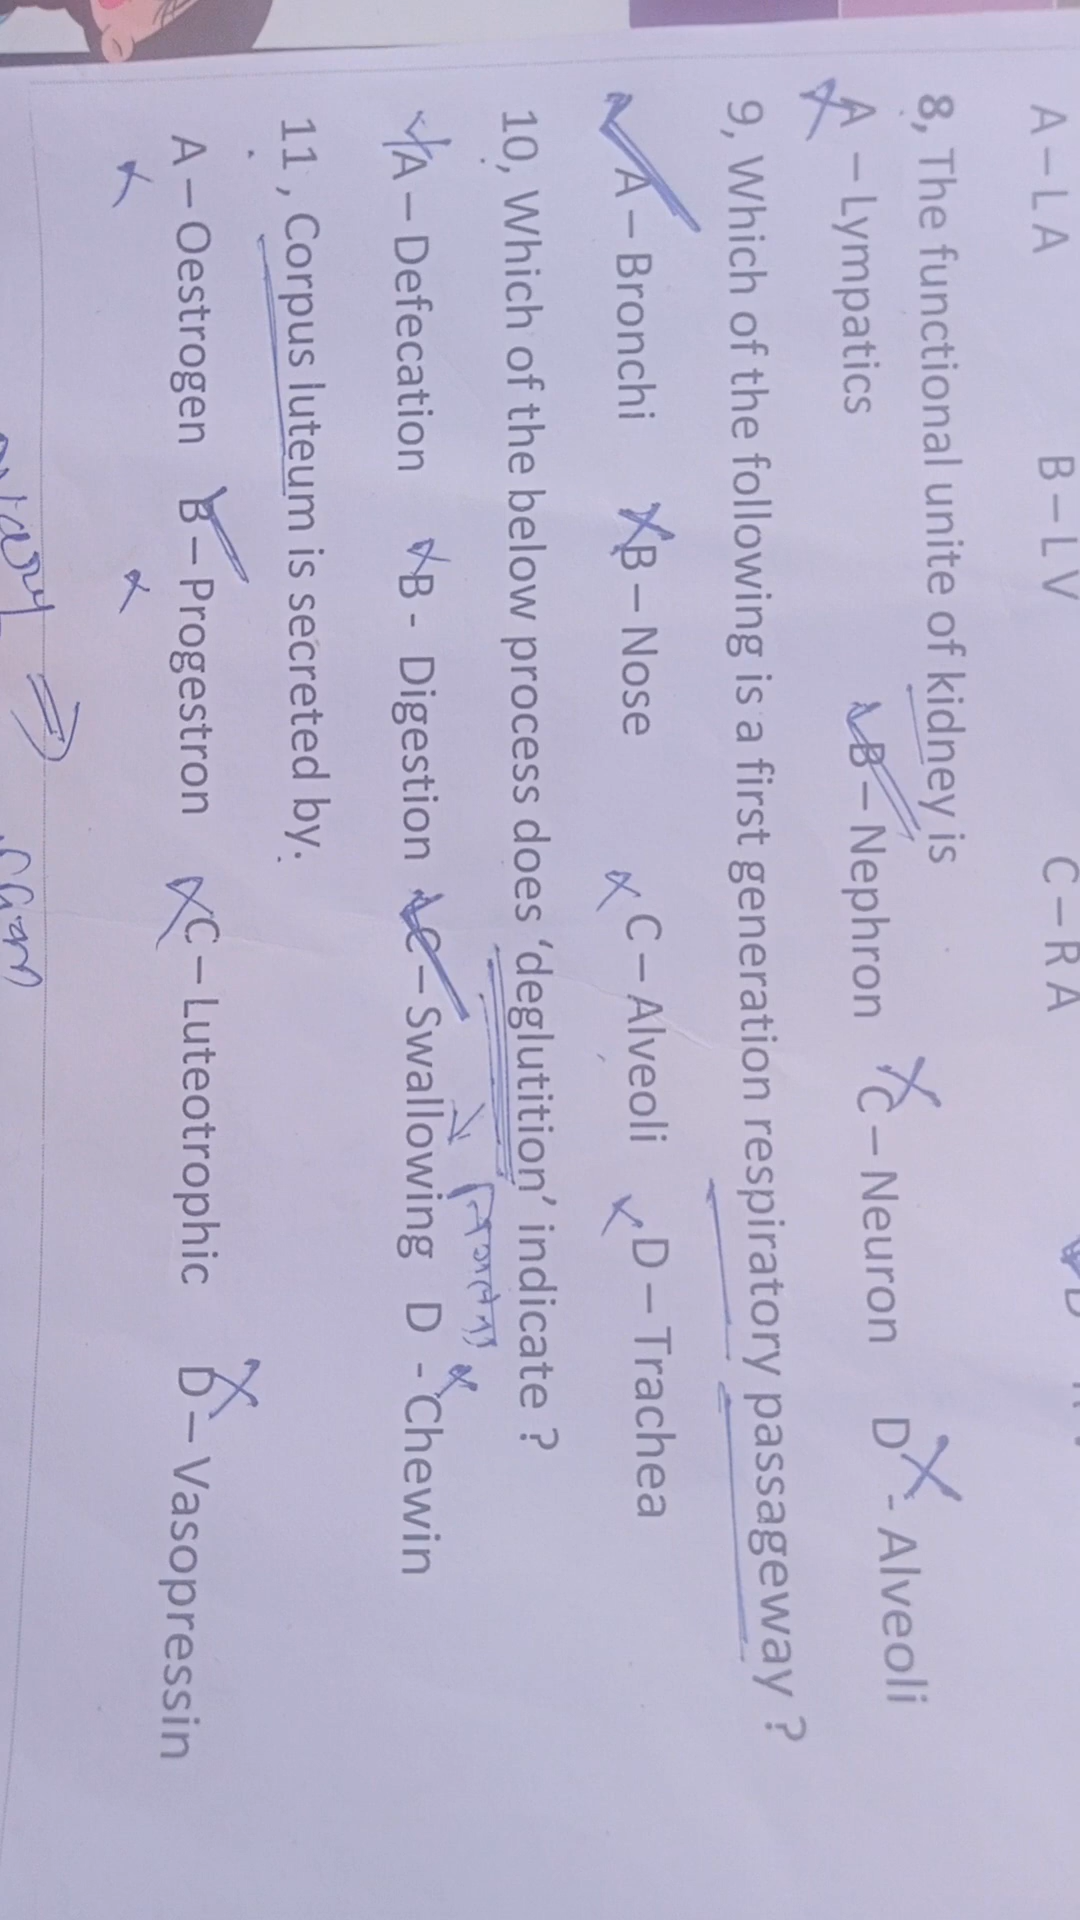 A – L A B – L V C – R A
8, The functional unite of kidney is
A – Lympatics B – Nephron C – Neuron D - Alveoli
9, Which of the following is a first generation respiratory passageway ?
A – Bronchi B – Nose C – Alveoli D – Trachea
10, Which of the below process does ‘deglutition’ indicate ?
A – Defecation B - Digestion C – Swallowing D - Chewin
11 , Corpus luteum is secreted by.
A – Oestrogen B – Progestron C – Luteotrophic D – Vasopressin